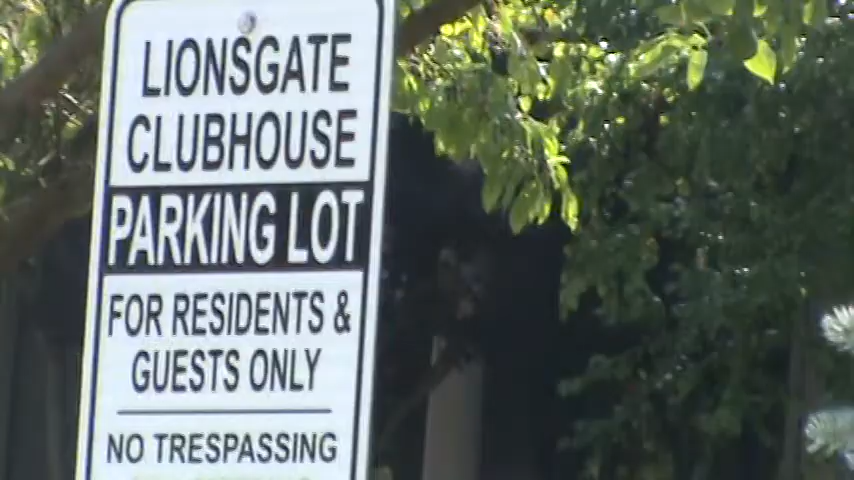 LIONSGATE
CLUBHOUSE
PARKING LOT
FOR RESIDENTS &
GUESTS ONLY
NO TRESPASSING